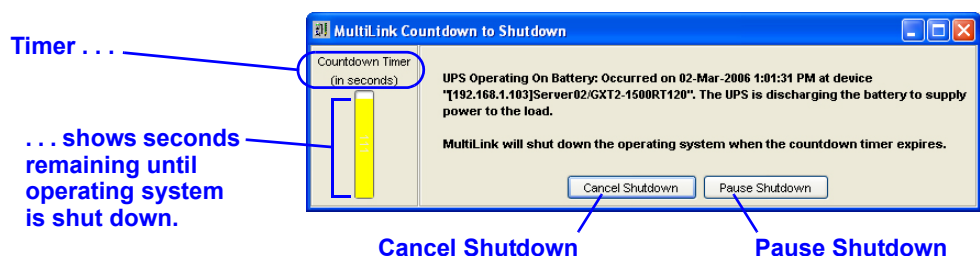 MultiLink Countdown to Shutdown
Timer . . .
Countdown Timer
(in seconds)
UPS Operating On Battery: Occurred on 02-Mar-2006 1:01:31 PM at device
"[192.168.1.103]Server02/GXT2-1500RT120". The UPS is discharging the battery to supply
power to the load.
MultiLink will shut down the operating system when the countdown timer expires.
. . . shows seconds
remaining until
operating system
is shut down.
Cancel Shutdown
Pause Shutdown
Cancel Shutdown
Pause Shutdown